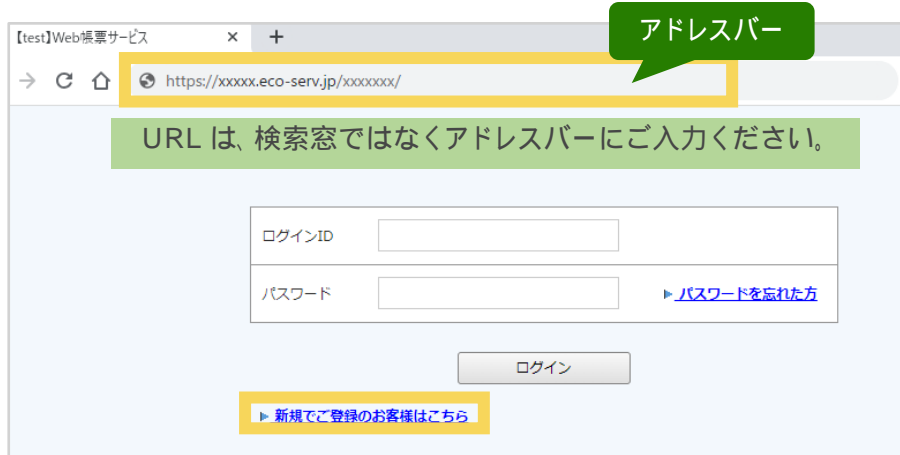 アドレスバー
【test】Web帳票サービス × +
https://xxxxx.eco-serv.jp/xxxxxxx/
URL は、検索窓ではなくアドレスバーにご入力ください。
ログインID
パスワード ▶ パスワードを忘れた方
ログイン
▶ 新規でご登録のお客様はこちら